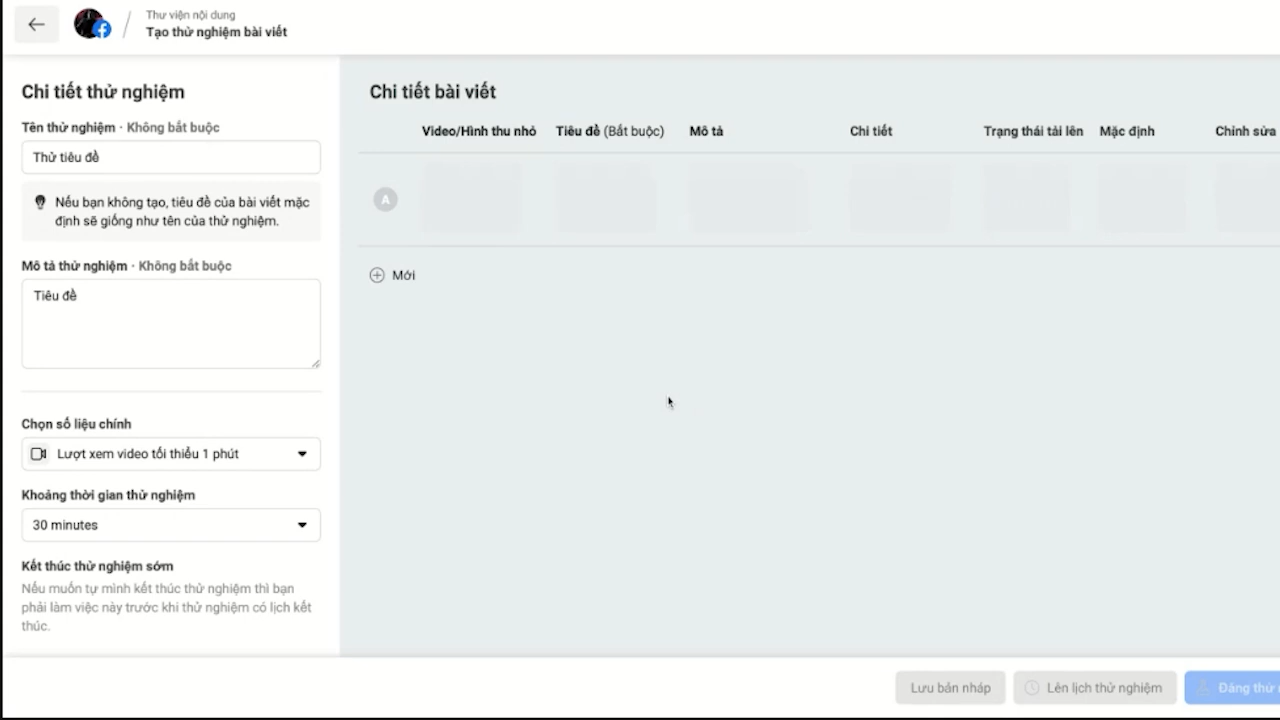 Thư viện nội dung
Tạo thử nghiệm bài viết
Chi tiết thử nghiệm
Tên thử nghiệm · Không bắt buộc
Thử tiêu đề
Nếu bạn không tạo, tiêu đề của bài viết mặc
định sẽ giống như tên của thử nghiệm.
Mô tả thử nghiệm · Không bắt buộc
Tiêu đề
Chọn số liệu chính
Lượt xem video tối thiểu 1 phút
Khoảng thời gian thử nghiệm
30 minutes
Kết thúc thử nghiệm sớm
Nếu muốn tự mình kết thúc thử nghiệm thì bạn
phải làm việc này trước khi thử nghiệm có lịch kết
thúc.
Chi tiết bài viết
Video/Hình thu nhỏ Tiêu đề (Bắt buộc) Mô tả Chi tiết Trạng thái tải lên Mặc định Chỉnh sửa
A
Mới
Lưu bản nháp Lên lịch thử nghiệm Đăng thử